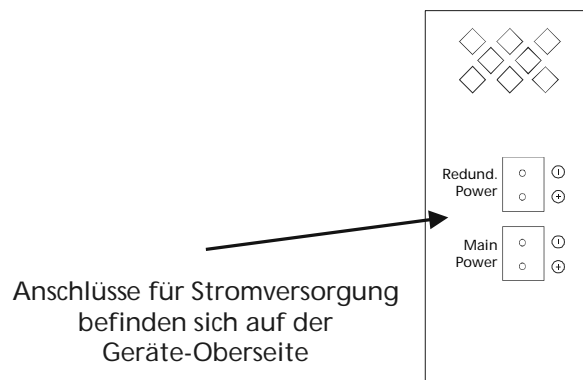 Redund.
Power
Main
Power
Anschlüsse für Stromversorgung
befinden sich auf der
Geräte-Oberseite